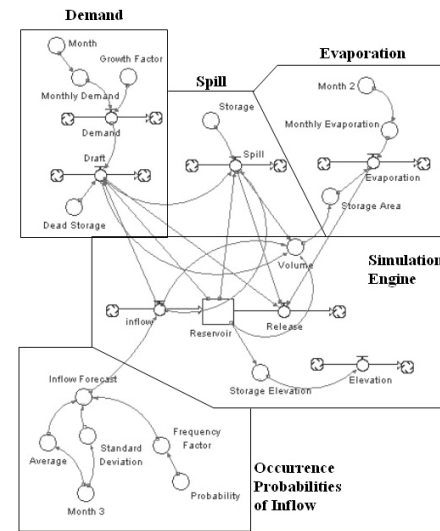 Demand
Month
Growth Factor
Monthly Demand
Demand
Draft
Dead Storage
Spill
Storage
Spill
Evaporation
Month 2
Monthly Evaporation
Evaporation
Storage Area
Volume
Simulation
Engine
inflow
Reservoir
Release
Storage Elevation
Elevation
Inflow Forecast
Average
Standard
Deviation
Frequency
Factor
Month 3
Probability
Occurrence
Probabilities
of Inflow